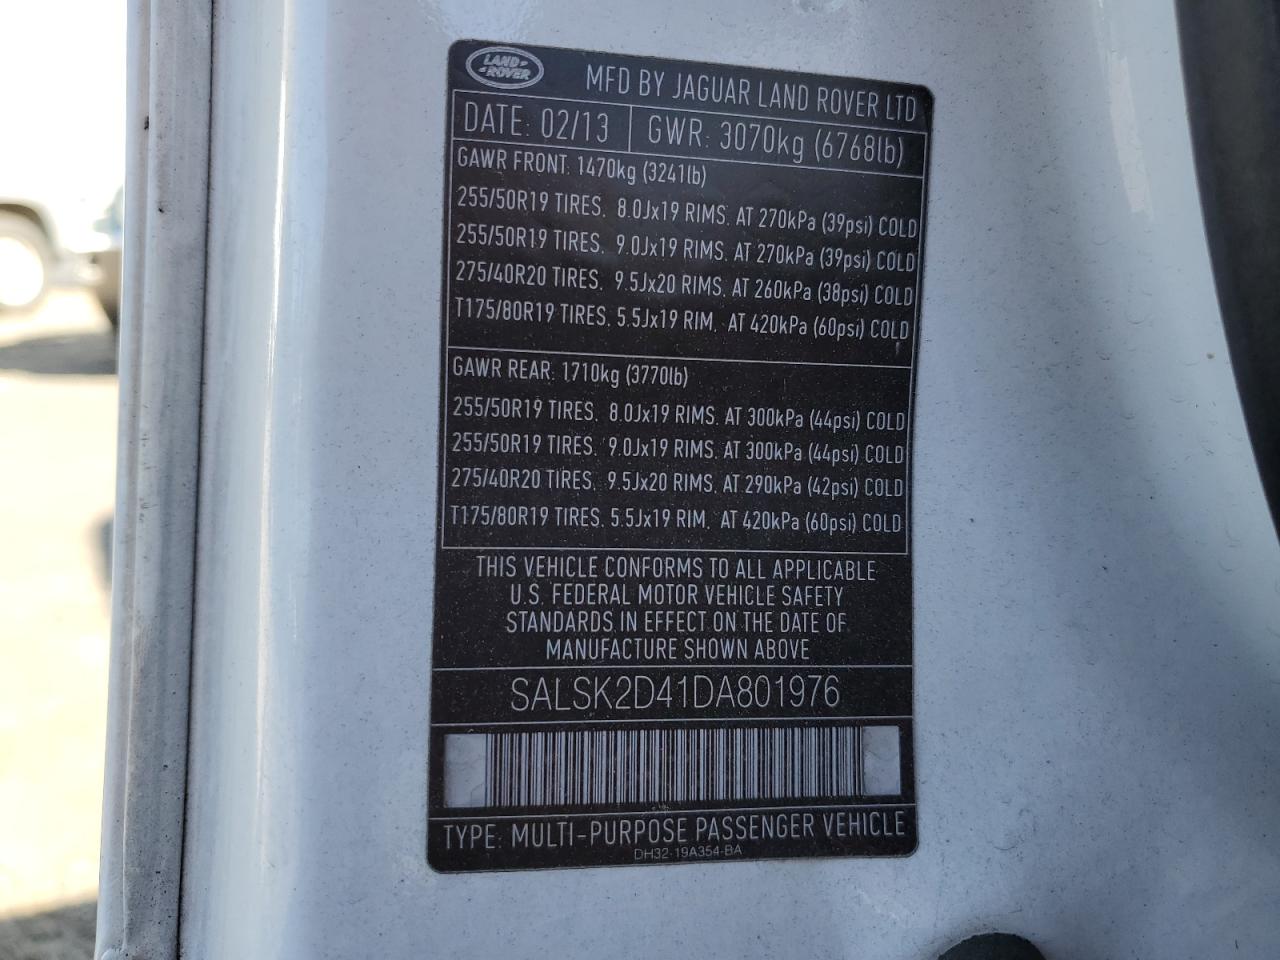 LAND
ROVER
MFD BY JAGUAR LAND ROVER LTD
DATE: 02/13 GWR: 3070kg (6768lb)
GAWR FRONT: 1470kg (3241lb)
255/50R19 TIRES, 8.0Jx19 RIMS, AT 270kPa (39psi) COLD
255/50R19 TIRES, 9.0Jx19 RIMS, AT 270kPa (39psi) COLD
275/40R20 TIRES, 9.5Jx20 RIMS, AT 260kPa (38psi) COLD
T175/80R19 TIRES, 5.5Jx19 RIM, AT 420kPa (60psi) COLD
GAWR REAR: 1710kg (3770lb)
255/50R19 TIRES, 8.0Jx19 RIMS, AT 300kPa (44psi) COLD
255/50R19 TIRES, 9.0Jx19 RIMS, AT 300kPa (44psi) COLD
275/40R20 TIRES, 9.5Jx20 RIMS, AT 290kPa (42psi) COLD
T175/80R19 TIRES, 5.5Jx19 RIM, AT 420kPa (60psi) COLD
THIS VEHICLE CONFORMS TO ALL APPLICABLE
U.S. FEDERAL MOTOR VEHICLE SAFETY
STANDARDS IN EFFECT ON THE DATE OF
MANUFACTURE SHOWN ABOVE
SALSK2D41DA801976
TYPE: MULTI-PURPOSE PASSENGER VEHICLE
DH32-19A354-BA